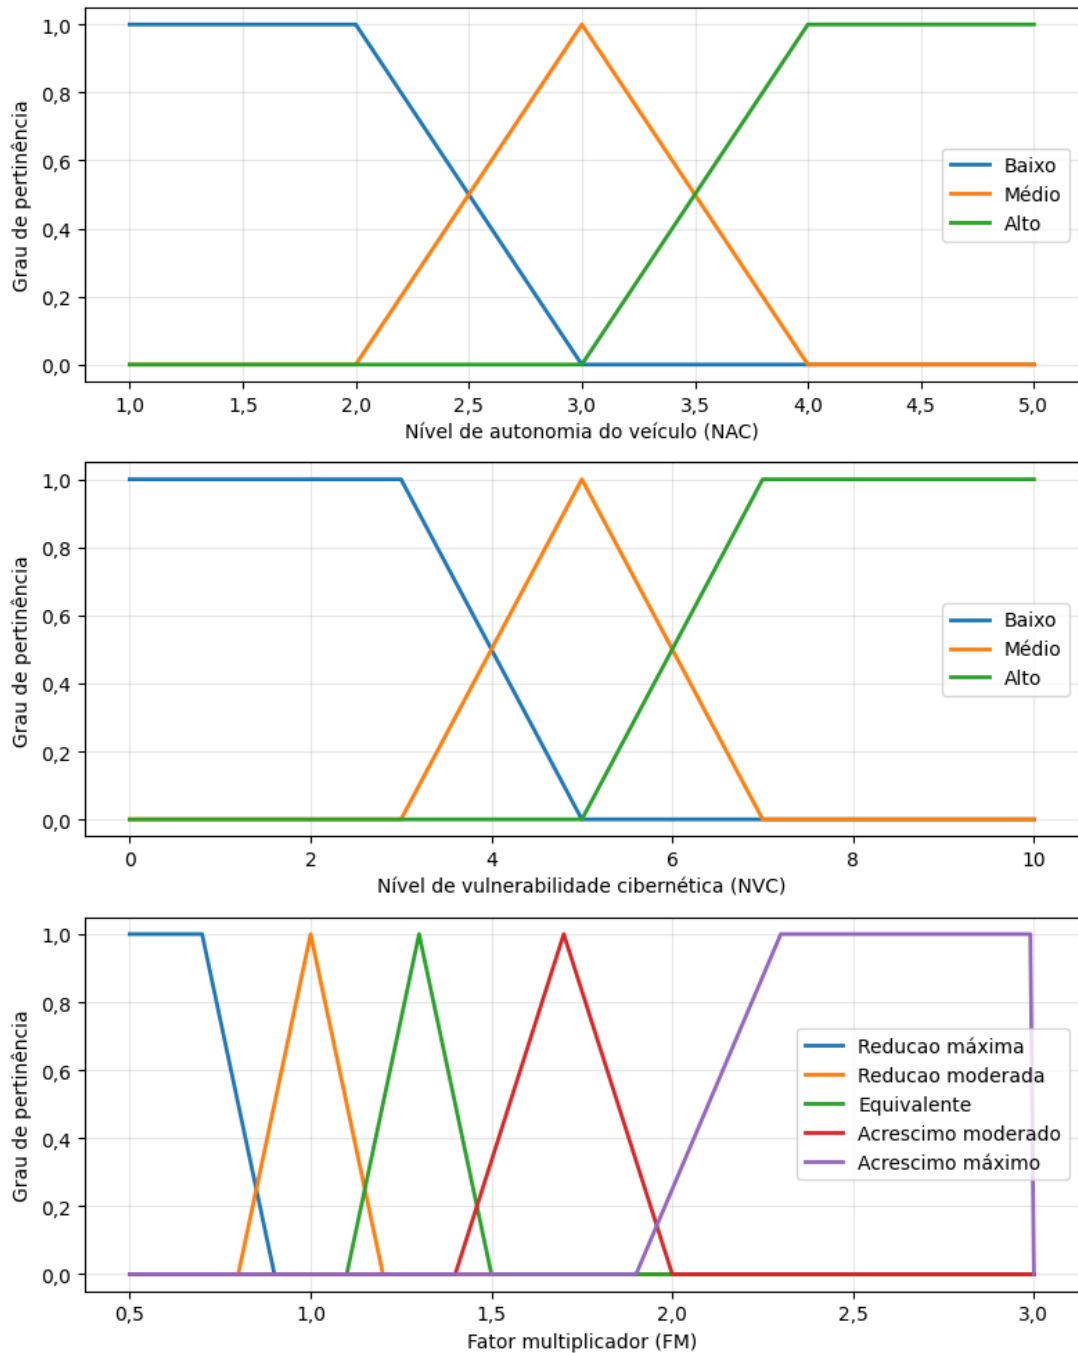 Grau de pertinência
1,0
0,8
0,6
0,4
0,2
0,0
Baixo
Médio
Alto
1,0 1,5 2,0 2,5 3,0 3,5 4,0 4,5 5,0
Nível de autonomia do veículo (NAC)
Grau de pertinência
1,0
0,8
0,6
0,4
0,2
0,0
Baixo
Médio
Alto
0 2 4 6 8 10
Nível de vulnerabilidade cibernética (NVC)
Grau de pertinência
1,0
0,8
0,6
0,4
0,2
0,0
Reducao máxima
Reducao moderada
Equivalente
Acrescimo moderado
Acrescimo máximo
0,5 1,0 1,5 2,0 2,5 3,0
Fator multiplicador (FM)